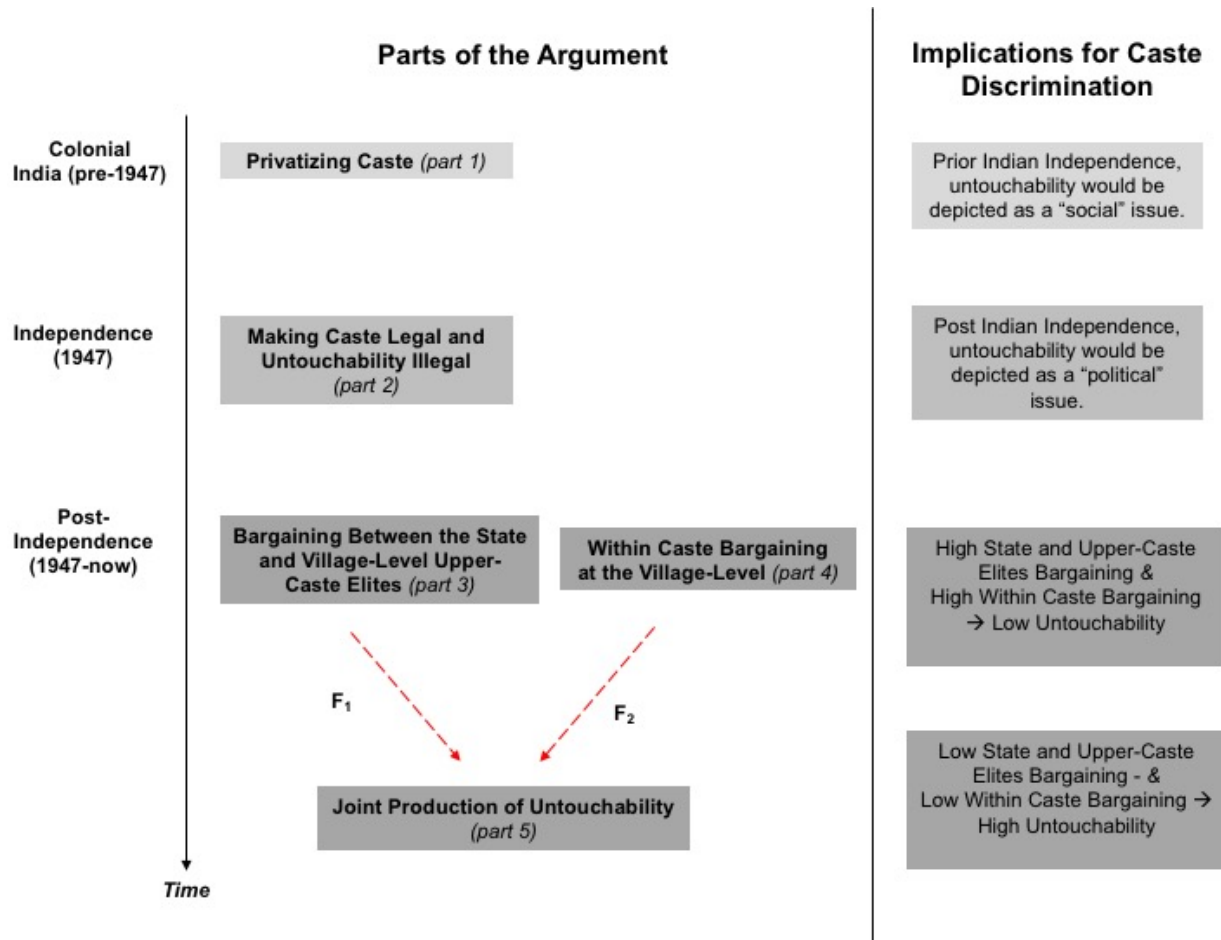 Parts of the Argument
Implications for Caste
Discrimination
Colonial
India (pre-1947)
Privatizing Caste (part 1)
Prior Indian Independence,
untouchability would be
depicted as a “social” issue.
Independence
(1947)
Making Caste Legal and
Untouchability Illegal
(part 2)
Post Indian Independence,
untouchability would be
depicted as a “political”
issue.
Post-
Independence
(1947-now)
Bargaining Between the State
and Village-Level Upper-
Caste Elites (part 3)
Within Caste Bargaining
at the Village-Level (part 4)
High State and Upper-Caste
Elites Bargaining &
High Within Caste Bargaining
→ Low Untouchability
F₁
F₂
Low State and Upper-Caste
Elites Bargaining - &
Low Within Caste Bargaining →
High Untouchability
Joint Production of Untouchability
(part 5)
Time